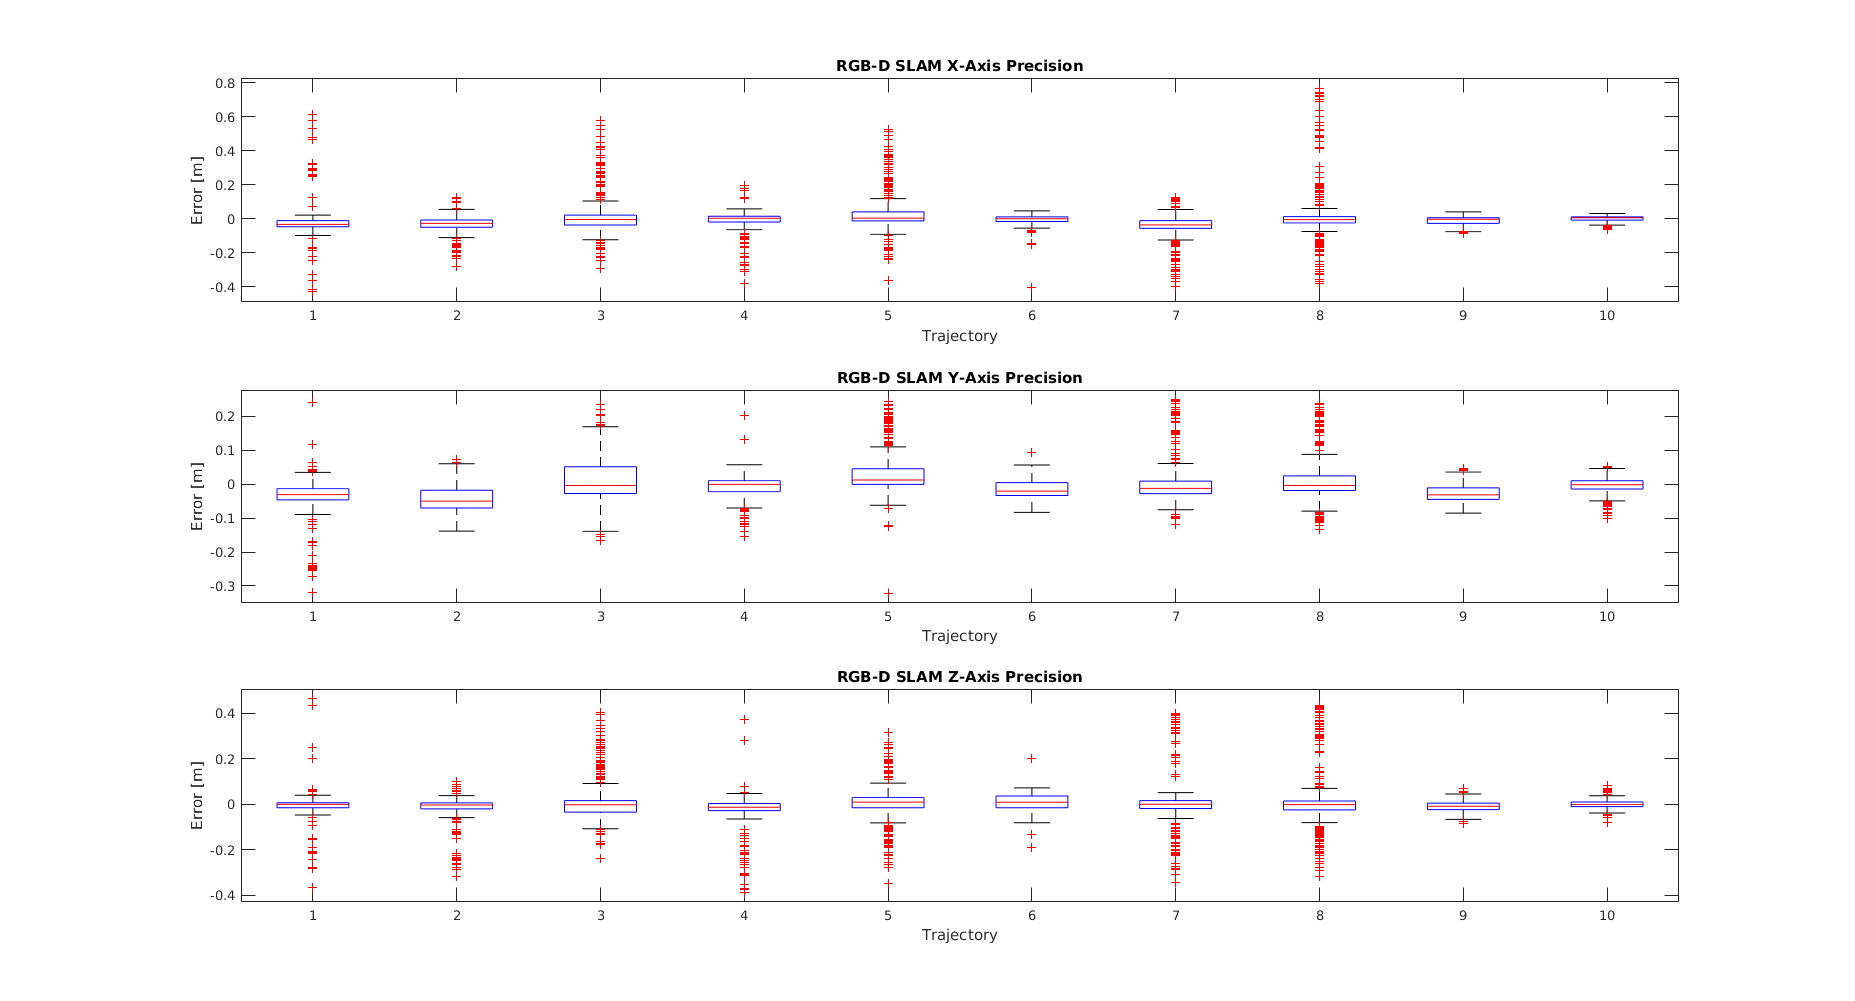 RGB-D SLAM X-Axis Precision
Error [m]
0.8
0.6
0.4
0.2
0
-0.2
-0.4
1 2 3 4 5 6 7 8 9 10
Trajectory
RGB-D SLAM Y-Axis Precision
Error [m]
0.2
0.1
0
-0.1
-0.2
-0.3
1 2 3 4 5 6 7 8 9 10
Trajectory
RGB-D SLAM Z-Axis Precision
Error [m]
0.4
0.2
0
-0.2
-0.4
1 2 3 4 5 6 7 8 9 10
Trajectory